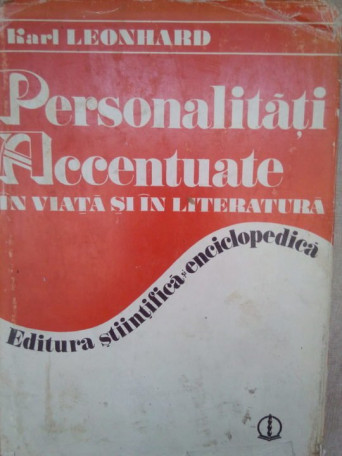 Karl LEONHARD
Personalități
Accentuate
ÎN VIAȚĂ ȘI ÎN LITERATURĂ
Editura științifică și enciclopedică